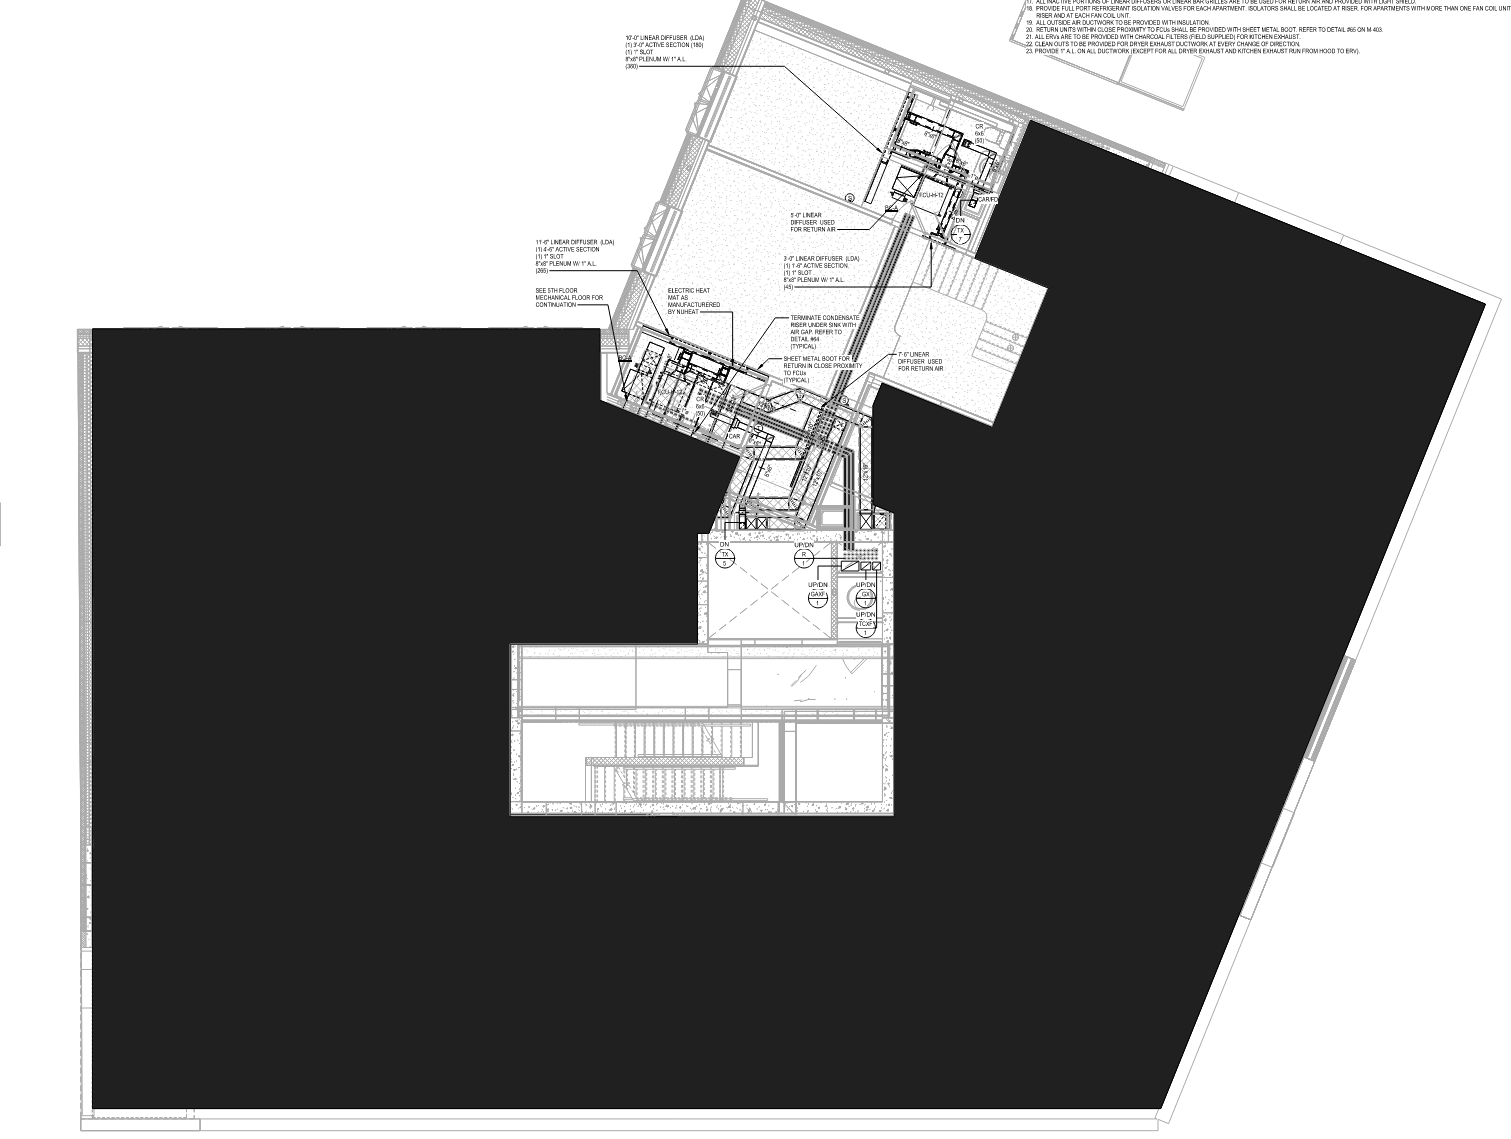 17. ALL INACTIVE PORTIONS OF LINEAR DIFFUSERS OR LINEAR BAR GRILLES ARE TO BE USED FOR RETURN AIR AND PROVIDED WITH LIGHT SHIELD.
18. PROVIDE FULL PORT REFRIGERANT ISOLATION VALVES FOR EACH APARTMENT. ISOLATORS SHALL BE LOCATED AT RISER. FOR APARTMENTS WITH MORE THAN ONE FAN COIL UNIT
RISER AND AT EACH FAN COIL UNIT.
19. ALL OUTSIDE AIR DUCTWORK TO BE PROVIDED WITH INSULATION.
20. RETURN UNITS WITHIN CLOSE PROXIMITY TO FCUs SHALL BE PROVIDED WITH SHEET METAL BOOT. REFER TO DETAIL #65 ON M-403.
21. ALL ERVs ARE TO BE PROVIDED WITH CHARCOAL FILTERS (FIELD SUPPLIED) FOR KITCHEN EXHAUST.
22. CLEAN OUTS TO BE PROVIDED FOR DRYER EXHAUST DUCTWORK AT EVERY CHANGE OF DIRECTION.
23. PROVIDE 1" A.L. ON ALL DUCTWORK (EXCEPT FOR ALL DRYER EXHAUST AND KITCHEN EXHAUST RUN FROM HOOD TO ERV).
10'-0" LINEAR DIFFUSER (LDA)
(1) 3'-0" ACTIVE SECTION (180)
(1) 1" SLOT
8"x8" PLENUM W/ 1" A.L
(360)
CR
6x6
(50)
FCU-H-12
CAR/FD
DN
TX
7
5'-0" LINEAR
DIFFUSER USED
FOR RETURN AIR
11'-6" LINEAR DIFFUSER (LDA)
(1) 4'-6" ACTIVE SECTION
(1) 1" SLOT
8"x8" PLENUM W/ 1" A.L.
(265)
3'-0" LINEAR DIFFUSER (LDA)
(1) 1'-6" ACTIVE SECTION.
(1) 1" SLOT
8"x8" PLENUM W/ 1" A.L.
(45)
SEE 5TH FLOOR
MECHANICAL FLOOR FOR
CONTINUATION
ELECTRIC HEAT
MAT AS
MANUFACTURERED
BY NUHEAT
TERMINATE CONDENSATE
RISER UNDER SINK WITH
AIR GAP. REFER TO
DETAIL #64
(TYPICAL)
SHEET METAL BOOT FOR
RETURN IN CLOSE PROXIMITY
TO FCUs
(TYPICAL)
7'-6" LINEAR
DIFFUSER USED
FOR RETURN AIR
CR
6x6
(50)
CAR
DN
TX
5
UP/DN
R
1
UP/DN
GAXF
1
UP/DN
GX
1
UP/DN
TCXF
1